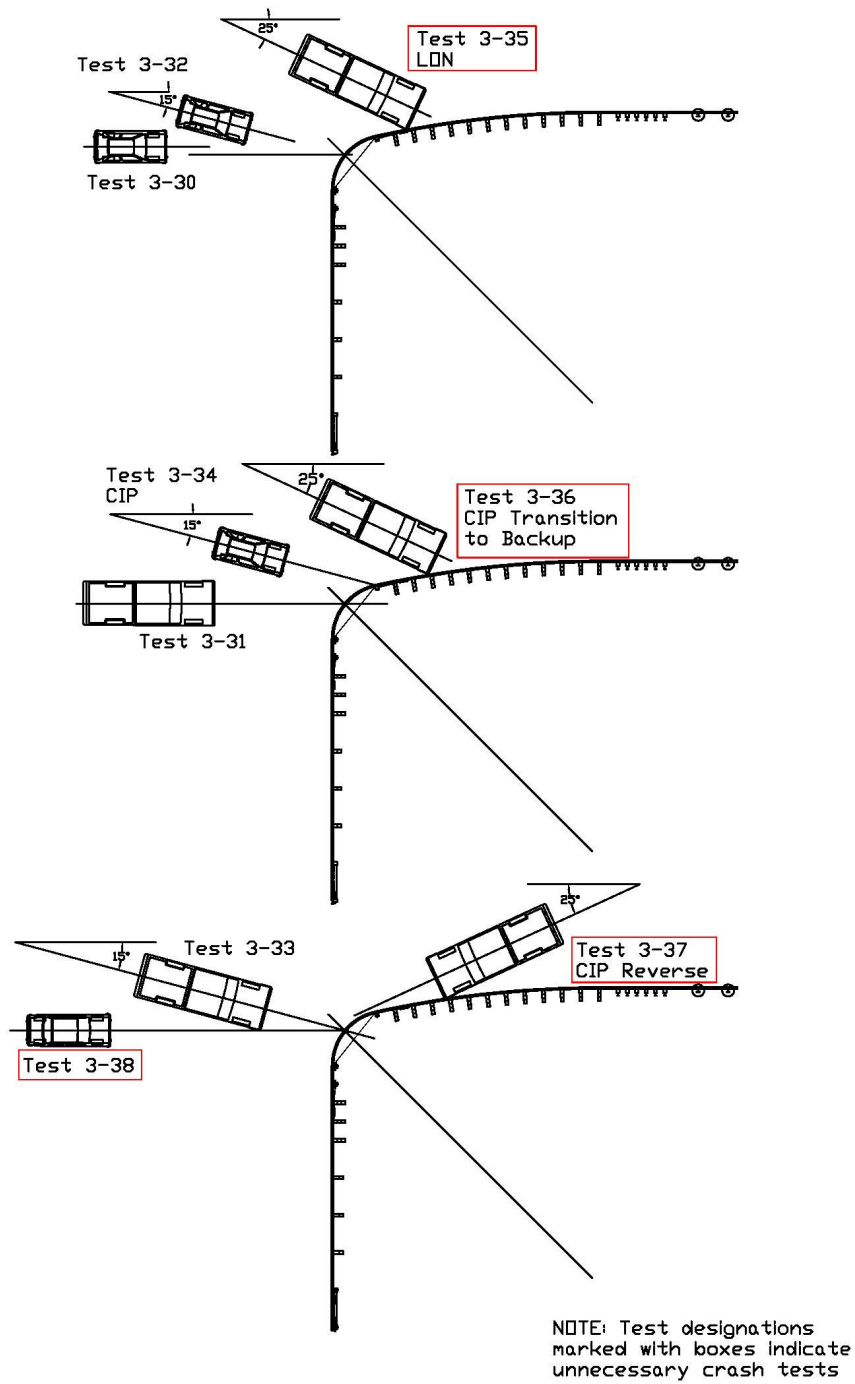 25°
Test 3-35
LON
Test 3-32
15°
Test 3-30
Test 3-34
CIP
25°
Test 3-36
CIP Transition
to Backup
15°
Test 3-31
25°
Test 3-33
15°
Test 3-37
CIP Reverse
Test 3-38
NOTE: Test designations
marked with boxes indicate
unnecessary crash tests